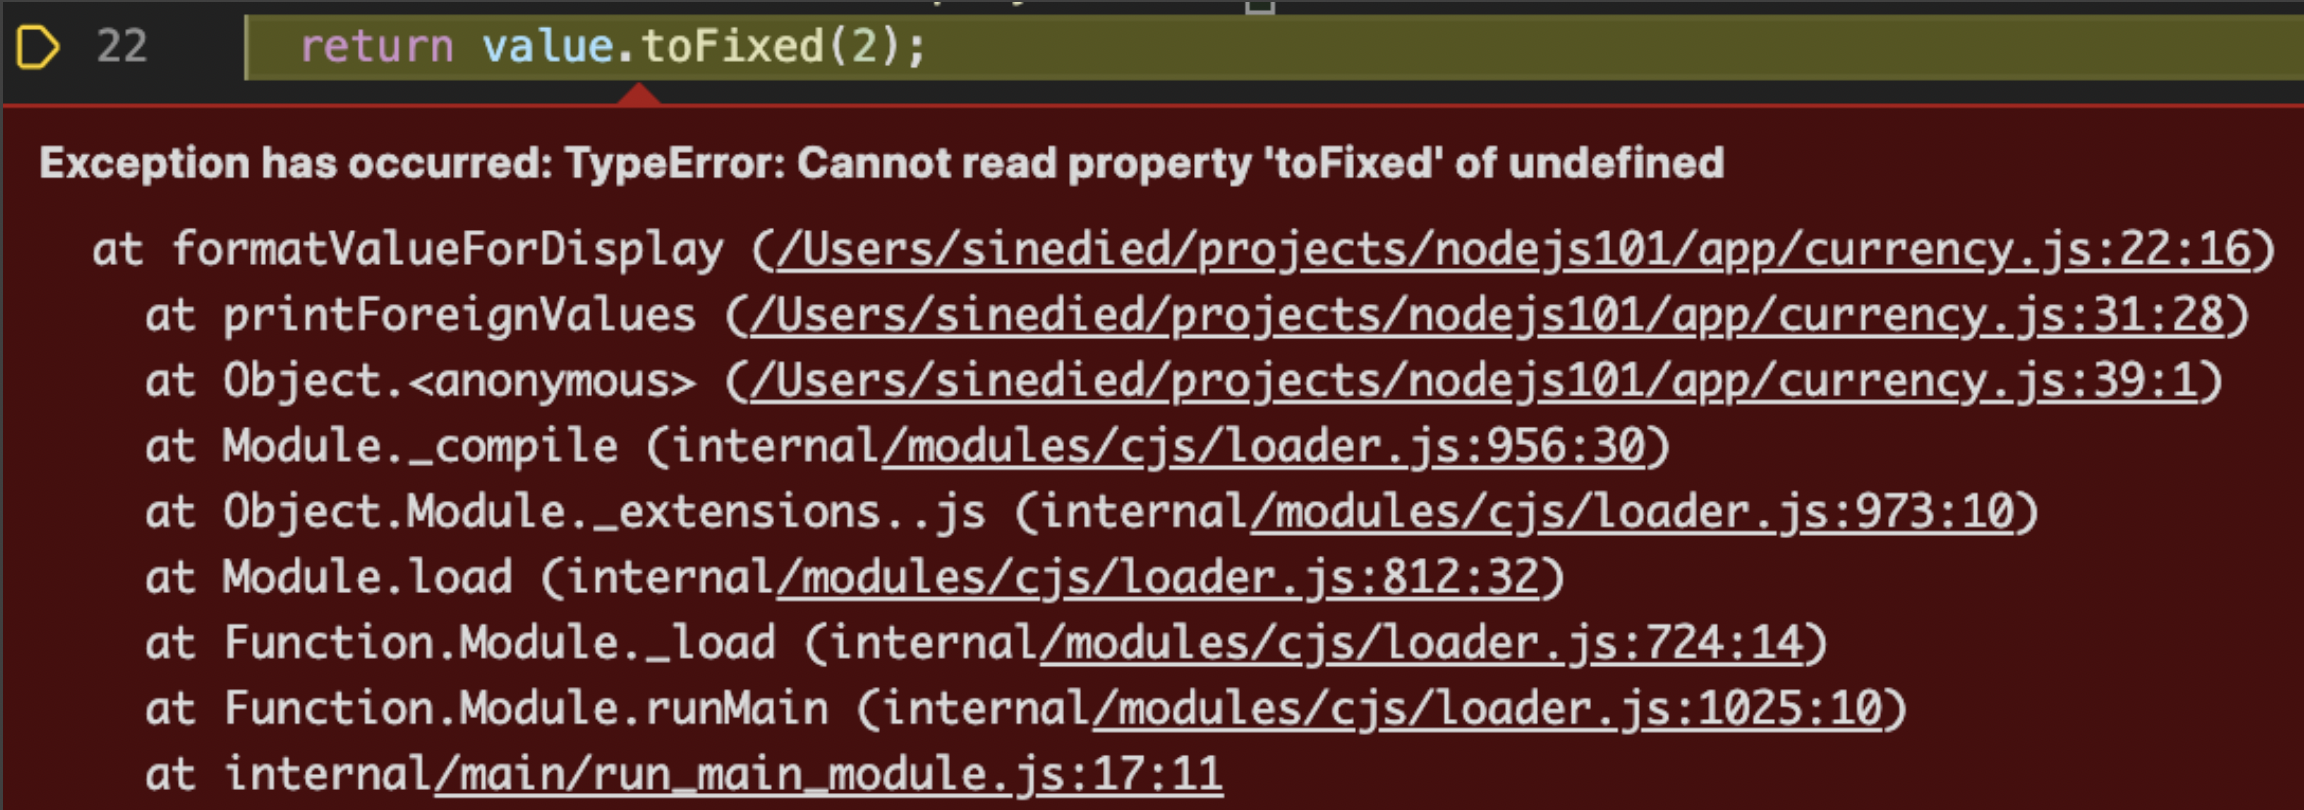 22 return value.toFixed(2);
Exception has occurred: TypeError: Cannot read property 'toFixed' of undefined
at formatValueForDisplay (/Users/sinedied/projects/nodejs101/app/currency.js:22:16)
at printForeignValues (/Users/sinedied/projects/nodejs101/app/currency.js:31:28)
at Object.<anonymous> (/Users/sinedied/projects/nodejs101/app/currency.js:39:1)
at Module._compile (internal/modules/cjs/loader.js:956:30)
at Object.Module._extensions..js (internal/modules/cjs/loader.js:973:10)
at Module.load (internal/modules/cjs/loader.js:812:32)
at Function.Module._load (internal/modules/cjs/loader.js:724:14)
at Function.Module.runMain (internal/modules/cjs/loader.js:1025:10)
at internal/main/run_main_module.js:17:11